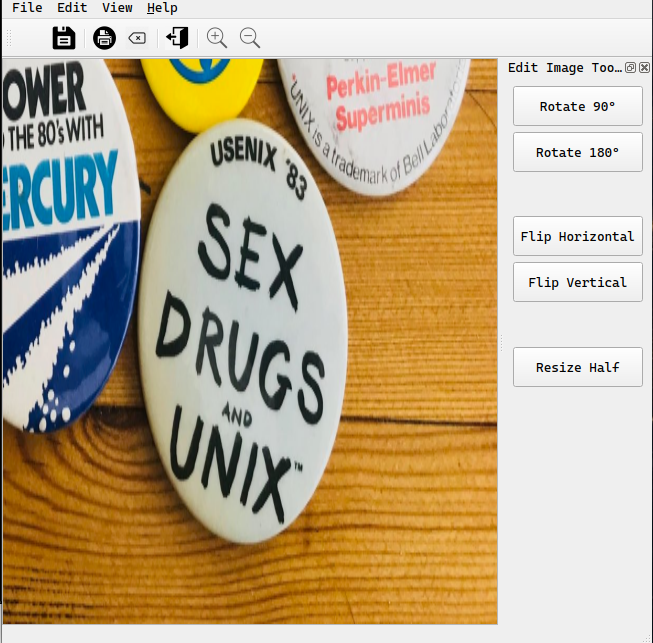 File Edit View Help
Edit Image Too...
Rotate 90°
Rotate 180°
Flip Horizontal
Flip Vertical
Resize Half
OWER
THE 80's WITH
ERCURY
Perkin-Elmer
Superminis
*UNIX is a trademark of Bell Labor
USENIX '83
SEX
DRUGS
AND
UNIX™